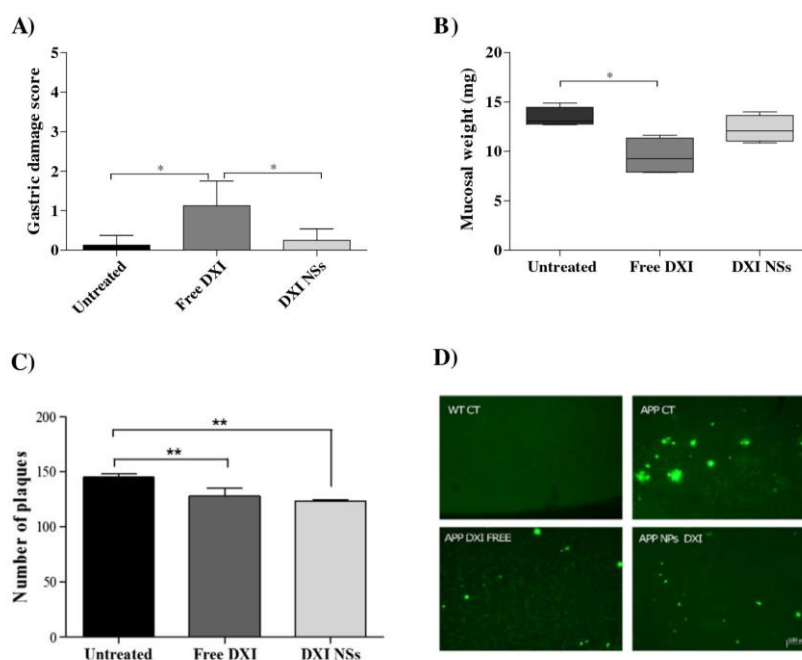 A)
5
4
3
2
1
0
Gastric damage score
*
*
Untreated
Free DXI
DXI NSs
B)
20
15
10
5
0
Mucosal weight (mg)
*
Untreated
Free DXI
DXI NSs
C)
200
150
100
50
0
Number of plaques
**
**
Untreated
Free DXI
DXI NSs
D)
WT CT
APP CT
APP DXI FREE
APP NPs DXI